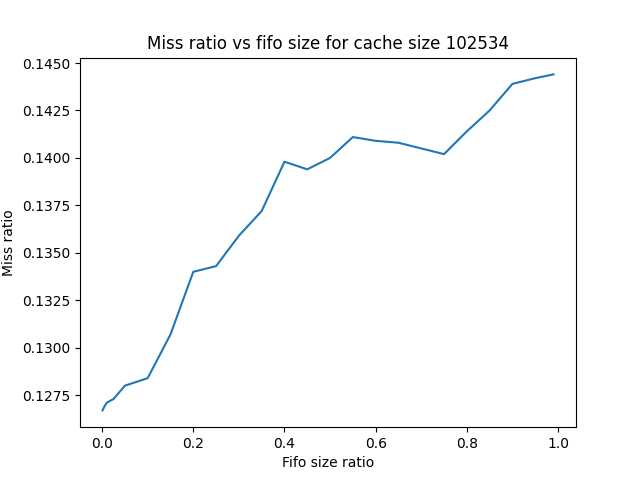 Miss ratio vs fifo size for cache size 102534
0.1450
0.1425
0.1400
0.1375
0.1350
0.1325
0.1300
0.1275
Miss ratio
0.0 0.2 0.4 0.6 0.8 1.0
Fifo size ratio